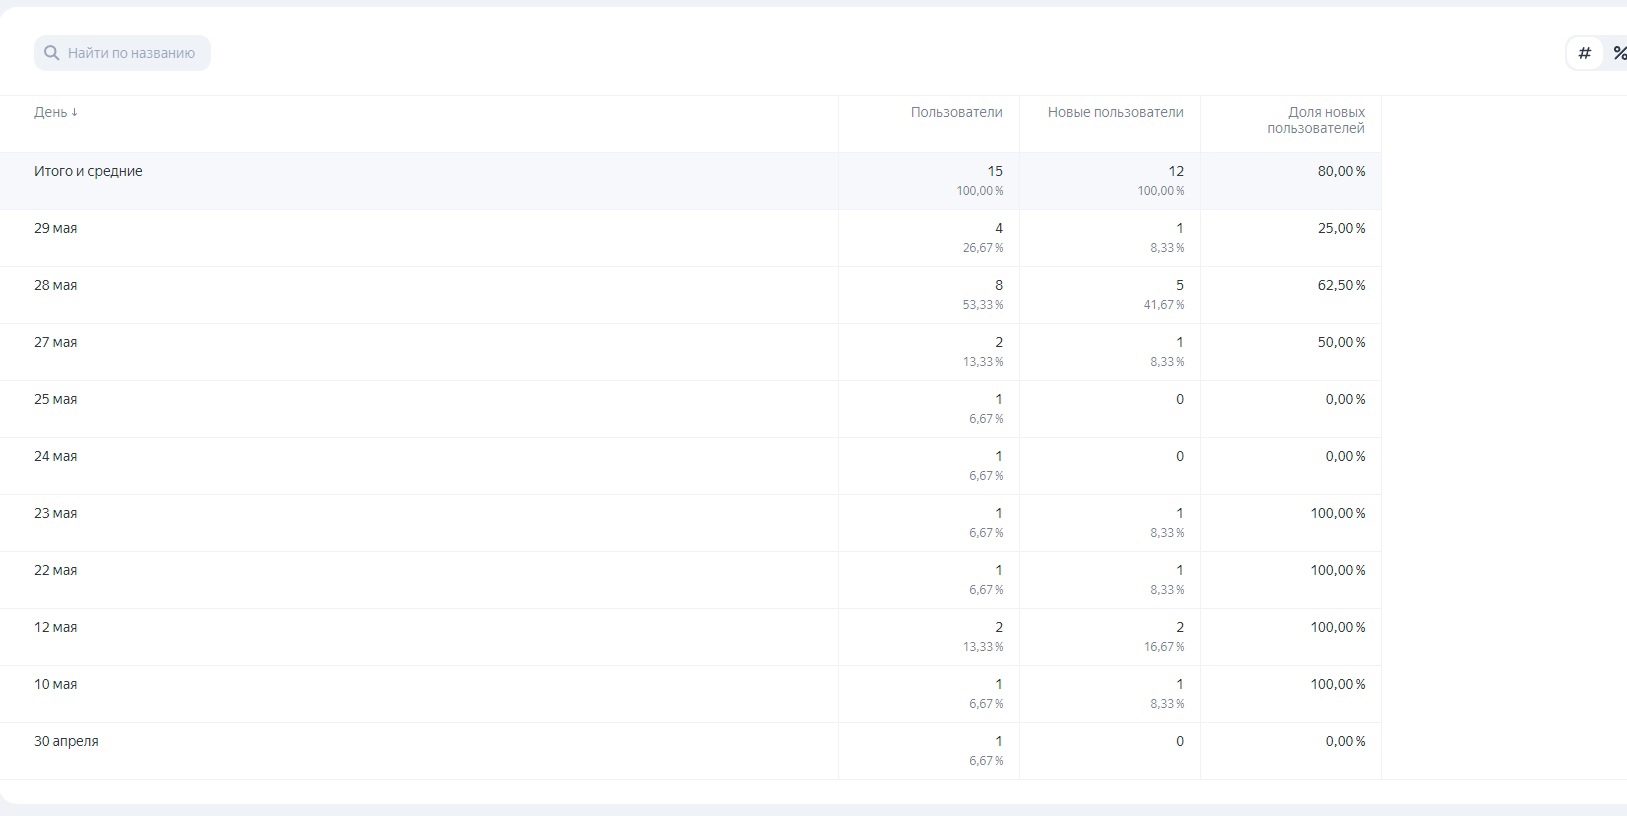 Найти по названию
# %
День ↓ Пользователи Новые пользователи Доля новых
пользователей
Итого и средние 15 12 80,00 %
100,00 % 100,00 %
29 мая 4 1 25,00 %
26,67 % 8,33 %
28 мая 8 5 62,50 %
53,33 % 41,67 %
27 мая 2 1 50,00 %
13,33 % 8,33 %
25 мая 1 0 0,00 %
6,67 %
24 мая 1 0 0,00 %
6,67 %
23 мая 1 1 100,00 %
6,67 % 8,33 %
22 мая 1 1 100,00 %
6,67 % 8,33 %
12 мая 2 2 100,00 %
13,33 % 16,67 %
10 мая 1 1 100,00 %
6,67 % 8,33 %
30 апреля 1 0 0,00 %
6,67 %